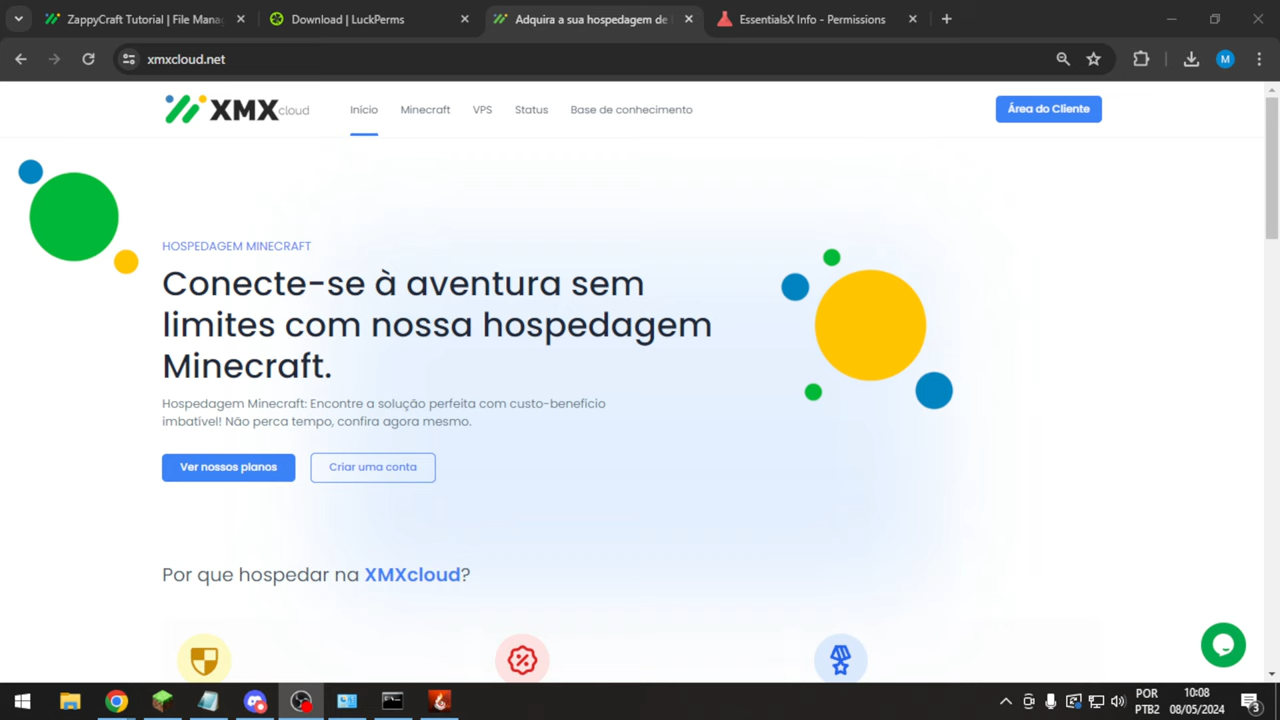 ZappyCraft Tutorial | File Mana
Download | LuckPerms
Adquira a sua hospedagem de
EssentialsX Info - Permissions
xmxcloud.net
M
XMXcloud
Início
Minecraft
VPS
Status
Base de conhecimento
Área do Cliente
HOSPEDAGEM MINECRAFT
Conecte-se à aventura sem
limites com nossa hospedagem
Minecraft.
Hospedagem Minecraft: Encontre a solução perfeita com custo-benefício
imbatível! Não perca tempo, confira agora mesmo.
Ver nossos planos
Criar uma conta
Por que hospedar na XMXcloud?
POR
PTB2
10:08
08/05/2024
3